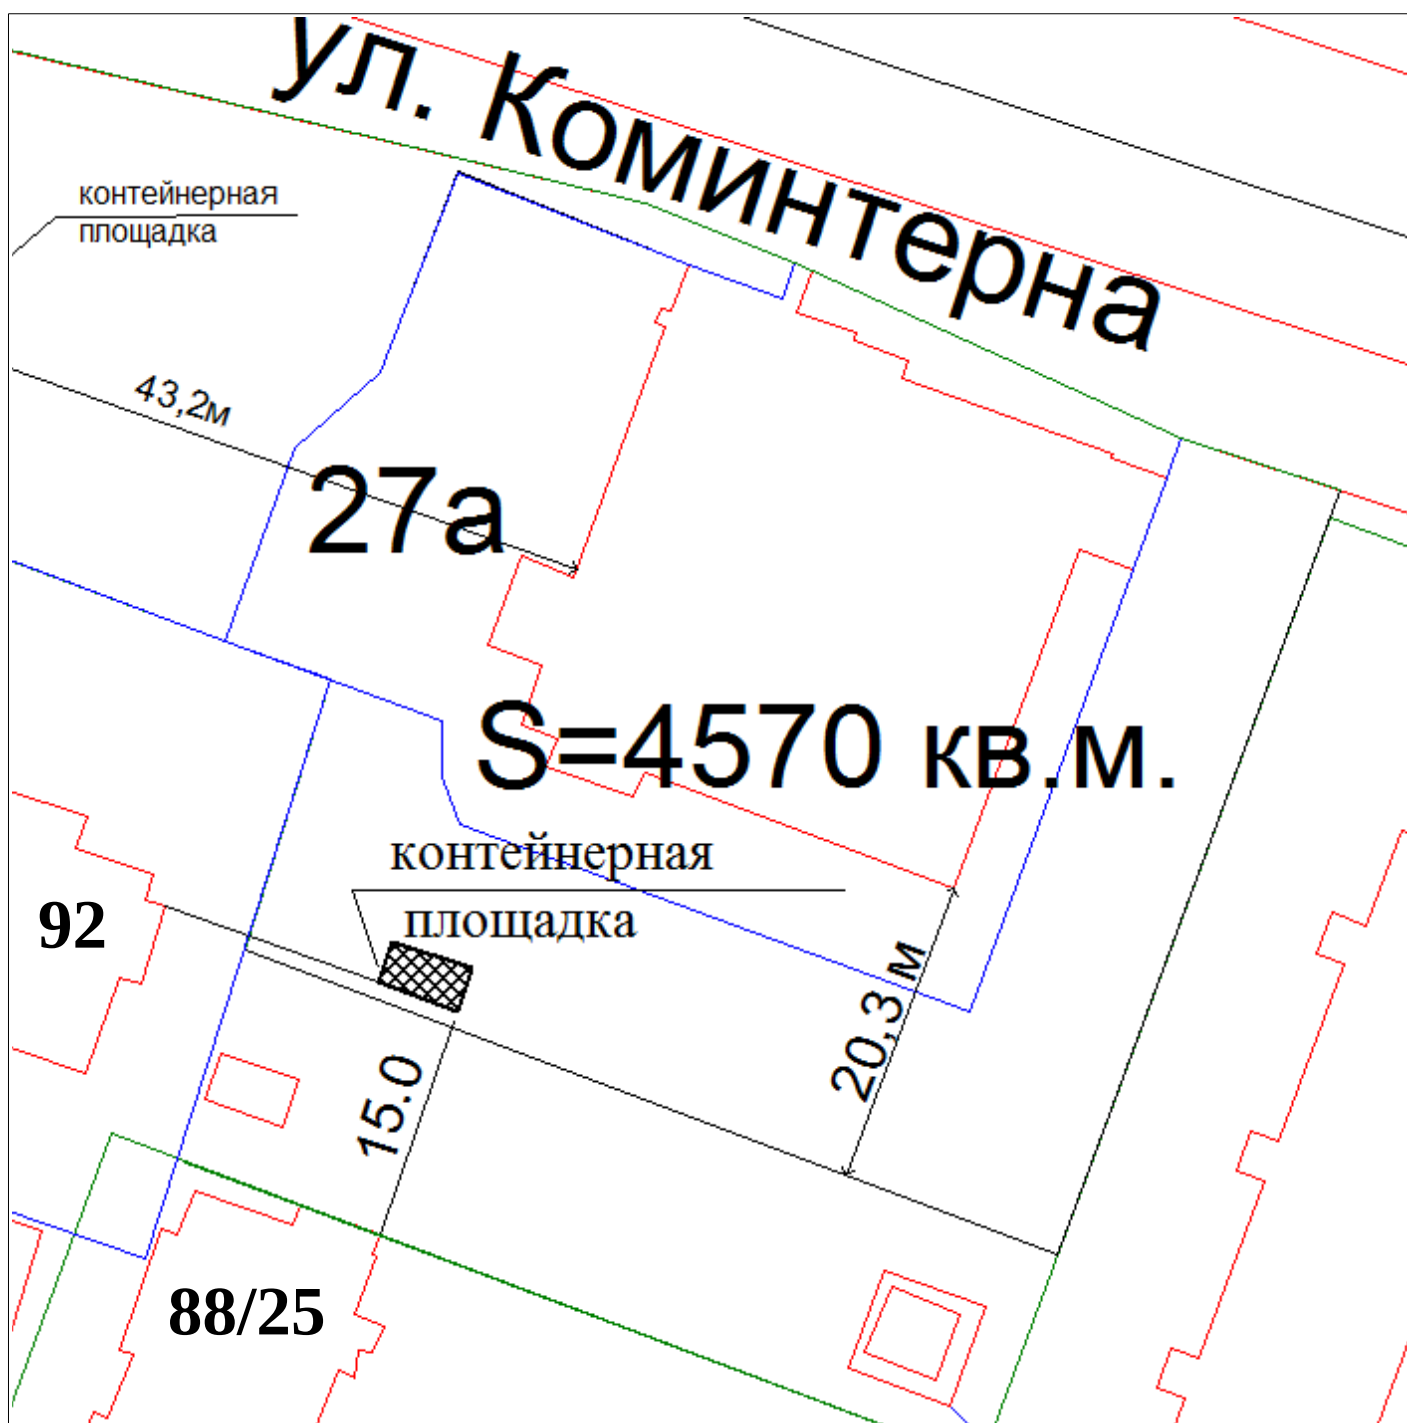 ул. Коминтерна
контейнерная
площадка
43,2м
27а
S=4570 кв.м.
контейнерная
площадка
92
20,3 м
15.0
88/25